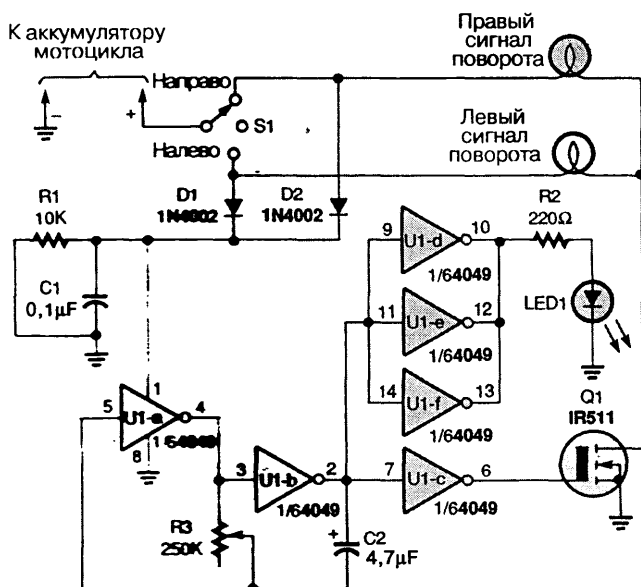 К аккумулятору
мотоцикла
Направо
Правый
сигнал
поворота
−
+
S1
Налево
Левый
сигнал
поворота
R1
10K
D1
1N4002
D2
1N4002
C1
0,1µF
9
U1-d
10
1/64049
R2
220Ω
11
U1-e
12
1/64049
LED1
14
U1-f
13
1/64049
1
5
U1-a
4
8
1/64049
3
U1-b
2
1/64049
7
U1-c
6
1/64049
Q1
IR511
R3
250K
+
C2
4,7µF